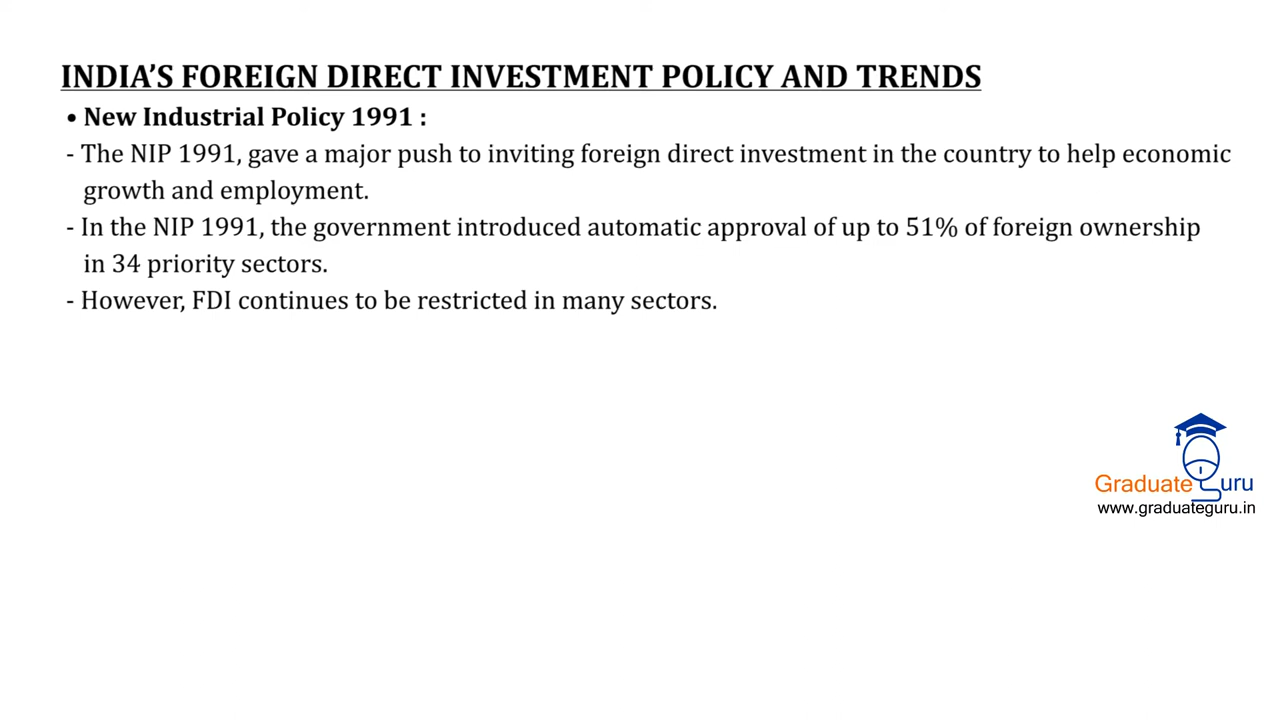 INDIA’S FOREIGN DIRECT INVESTMENT POLICY AND TRENDS
• New Industrial Policy 1991 :
- The NIP 1991, gave a major push to inviting foreign direct investment in the country to help economic
growth and employment.
- In the NIP 1991, the government introduced automatic approval of up to 51% of foreign ownership
in 34 priority sectors.
- However, FDI continues to be restricted in many sectors.
Graduate Guru
www.graduateguru.in